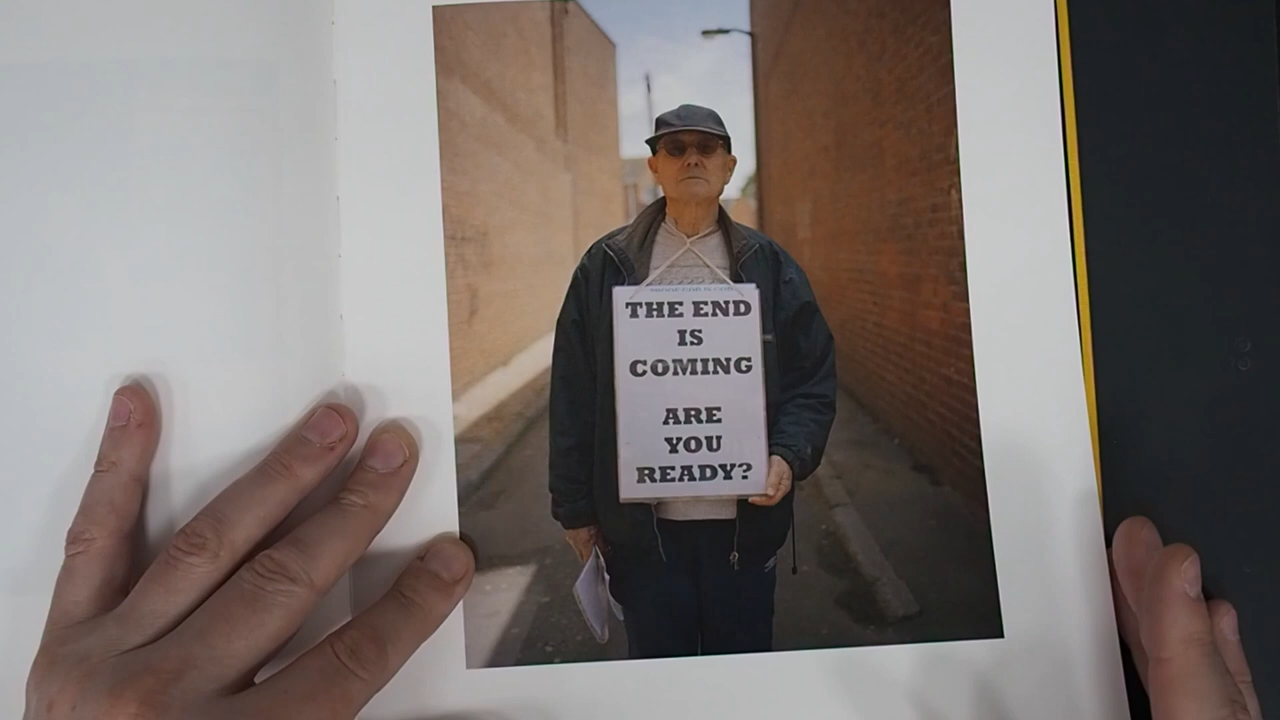 THE END
IS
COMING
ARE
YOU
READY?